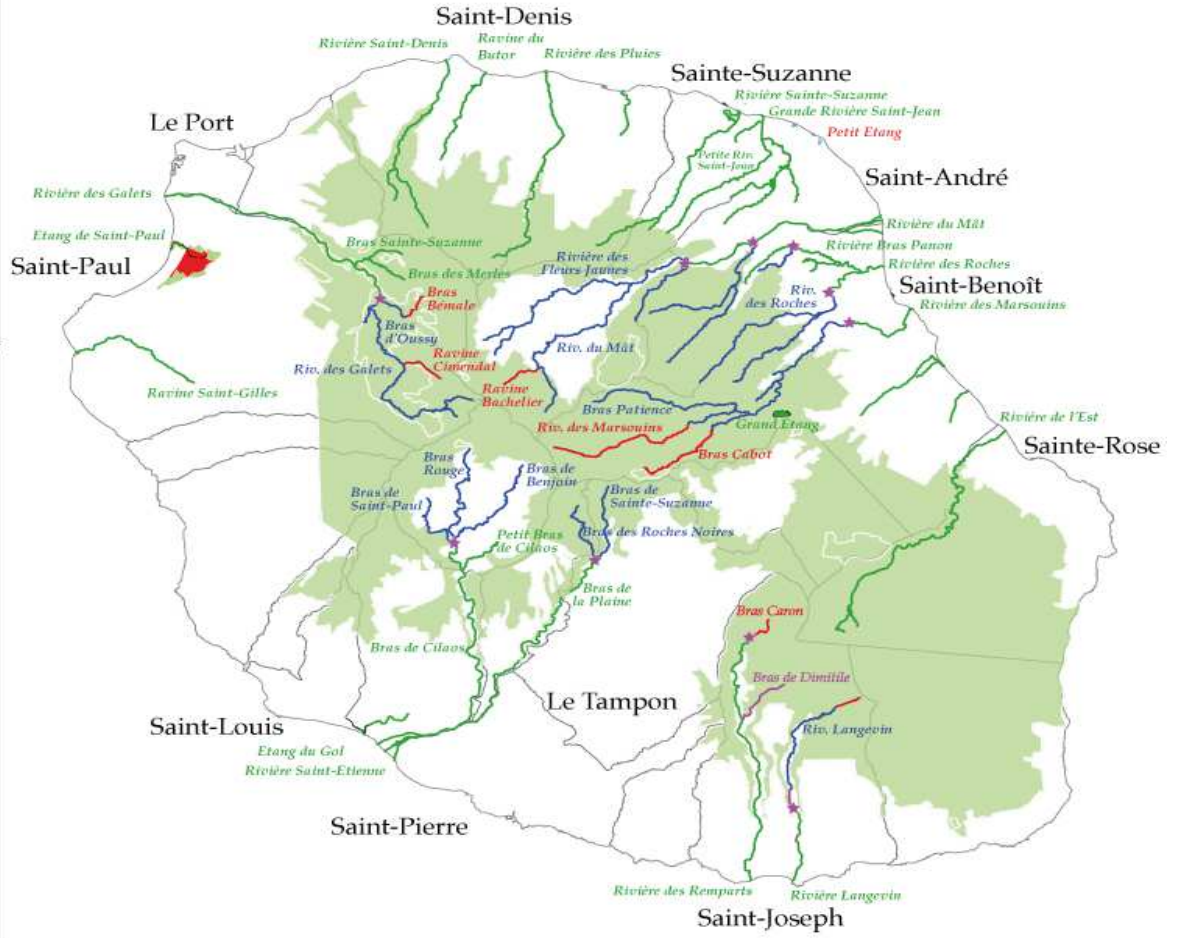 Saint-Denis
Rivière Saint-Denis
Ravine du
Butor
Rivière des Pluies
Sainte-Suzanne
Rivière Sainte-Suzanne
Grande Rivière Saint-Jean
Le Port
Petit Etang
Petite Riv.
Saint-Jean
Saint-André
Rivière des Galets
Rivière du Mât
Etang de Saint-Paul
Bras Sainte-Suzanne
Rivière Bras Panon
Saint-Paul
Rivière des
Fleurs Jaunes
Bras des Merles
Rivière des Roches
Saint-Benoît
Bras
Bémale
Riv.
des Roches
Rivière des Marsouins
Bras
d'Oussy
Riv. du Mât
Ravine
Cimendal
Riv. des Galets
Ravine Saint-Gilles
Ravine
Bachelier
Bras Patience
Riv. des Marsouins
Grand Etang
Rivière de l'Est
Sainte-Rose
Bras Cabot
Bras
Rouge
Bras de
Benjoin
Bras de
Saint-Paul
Bras de
Sainte-Suzanne
Bras des Roches Noires
Petit Bras
de Cilaos
Bras de
la Plaine
Bras Caron
Bras de Cilaos
Bras de Dimitile
Le Tampon
Saint-Louis
Riv. Langevin
Etang du Gol
Rivière Saint-Etienne
Saint-Pierre
Rivière des Remparts
Rivière Langevin
Saint-Joseph